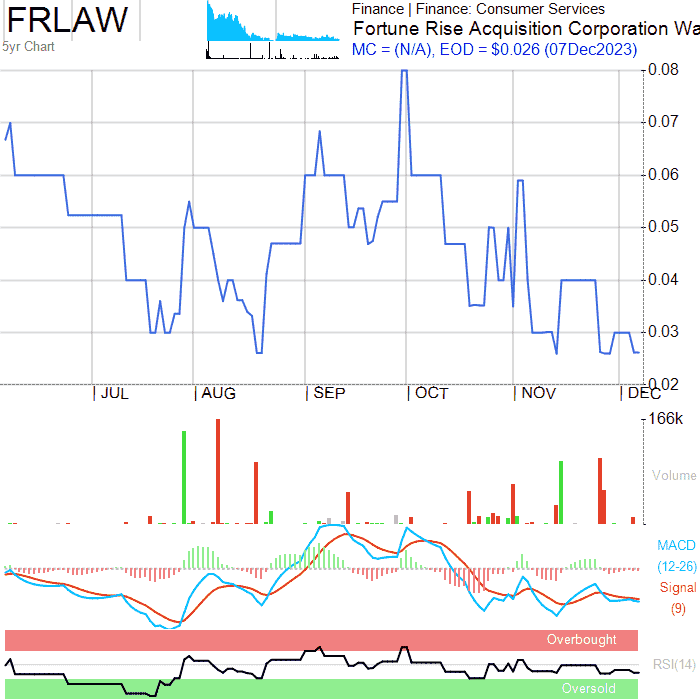 FRLAW
5yr Chart
Finance | Finance: Consumer Services
Fortune Rise Acquisition Corporation Wa
MC = (N/A), EOD = $0.026 (07Dec2023)
0.08
0.07
0.06
0.05
0.04
0.03
0.02
JUL AUG SEP OCT NOV DEC
166k
Volume
MACD
(12-26)
Signal
(9)
Overbought
RSI(14)
Oversold